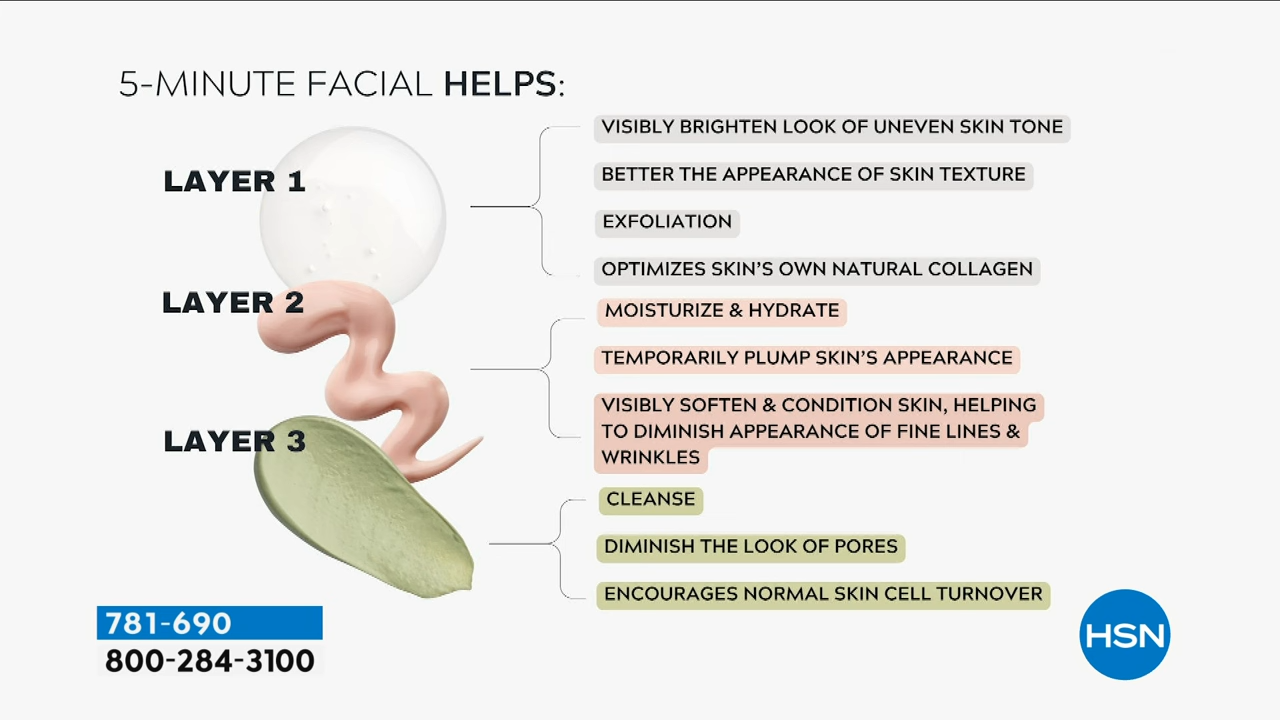 5-MINUTE FACIAL HELPS:
LAYER 1
VISIBLY BRIGHTEN LOOK OF UNEVEN SKIN TONE
BETTER THE APPEARANCE OF SKIN TEXTURE
EXFOLIATION
OPTIMIZES SKIN'S OWN NATURAL COLLAGEN
LAYER 2
MOISTURIZE & HYDRATE
TEMPORARILY PLUMP SKIN'S APPEARANCE
VISIBLY SOFTEN & CONDITION SKIN, HELPING
TO DIMINISH APPEARANCE OF FINE LINES &
WRINKLES
LAYER 3
CLEANSE
DIMINISH THE LOOK OF PORES
ENCOURAGES NORMAL SKIN CELL TURNOVER
781-690
800-284-3100
HSN